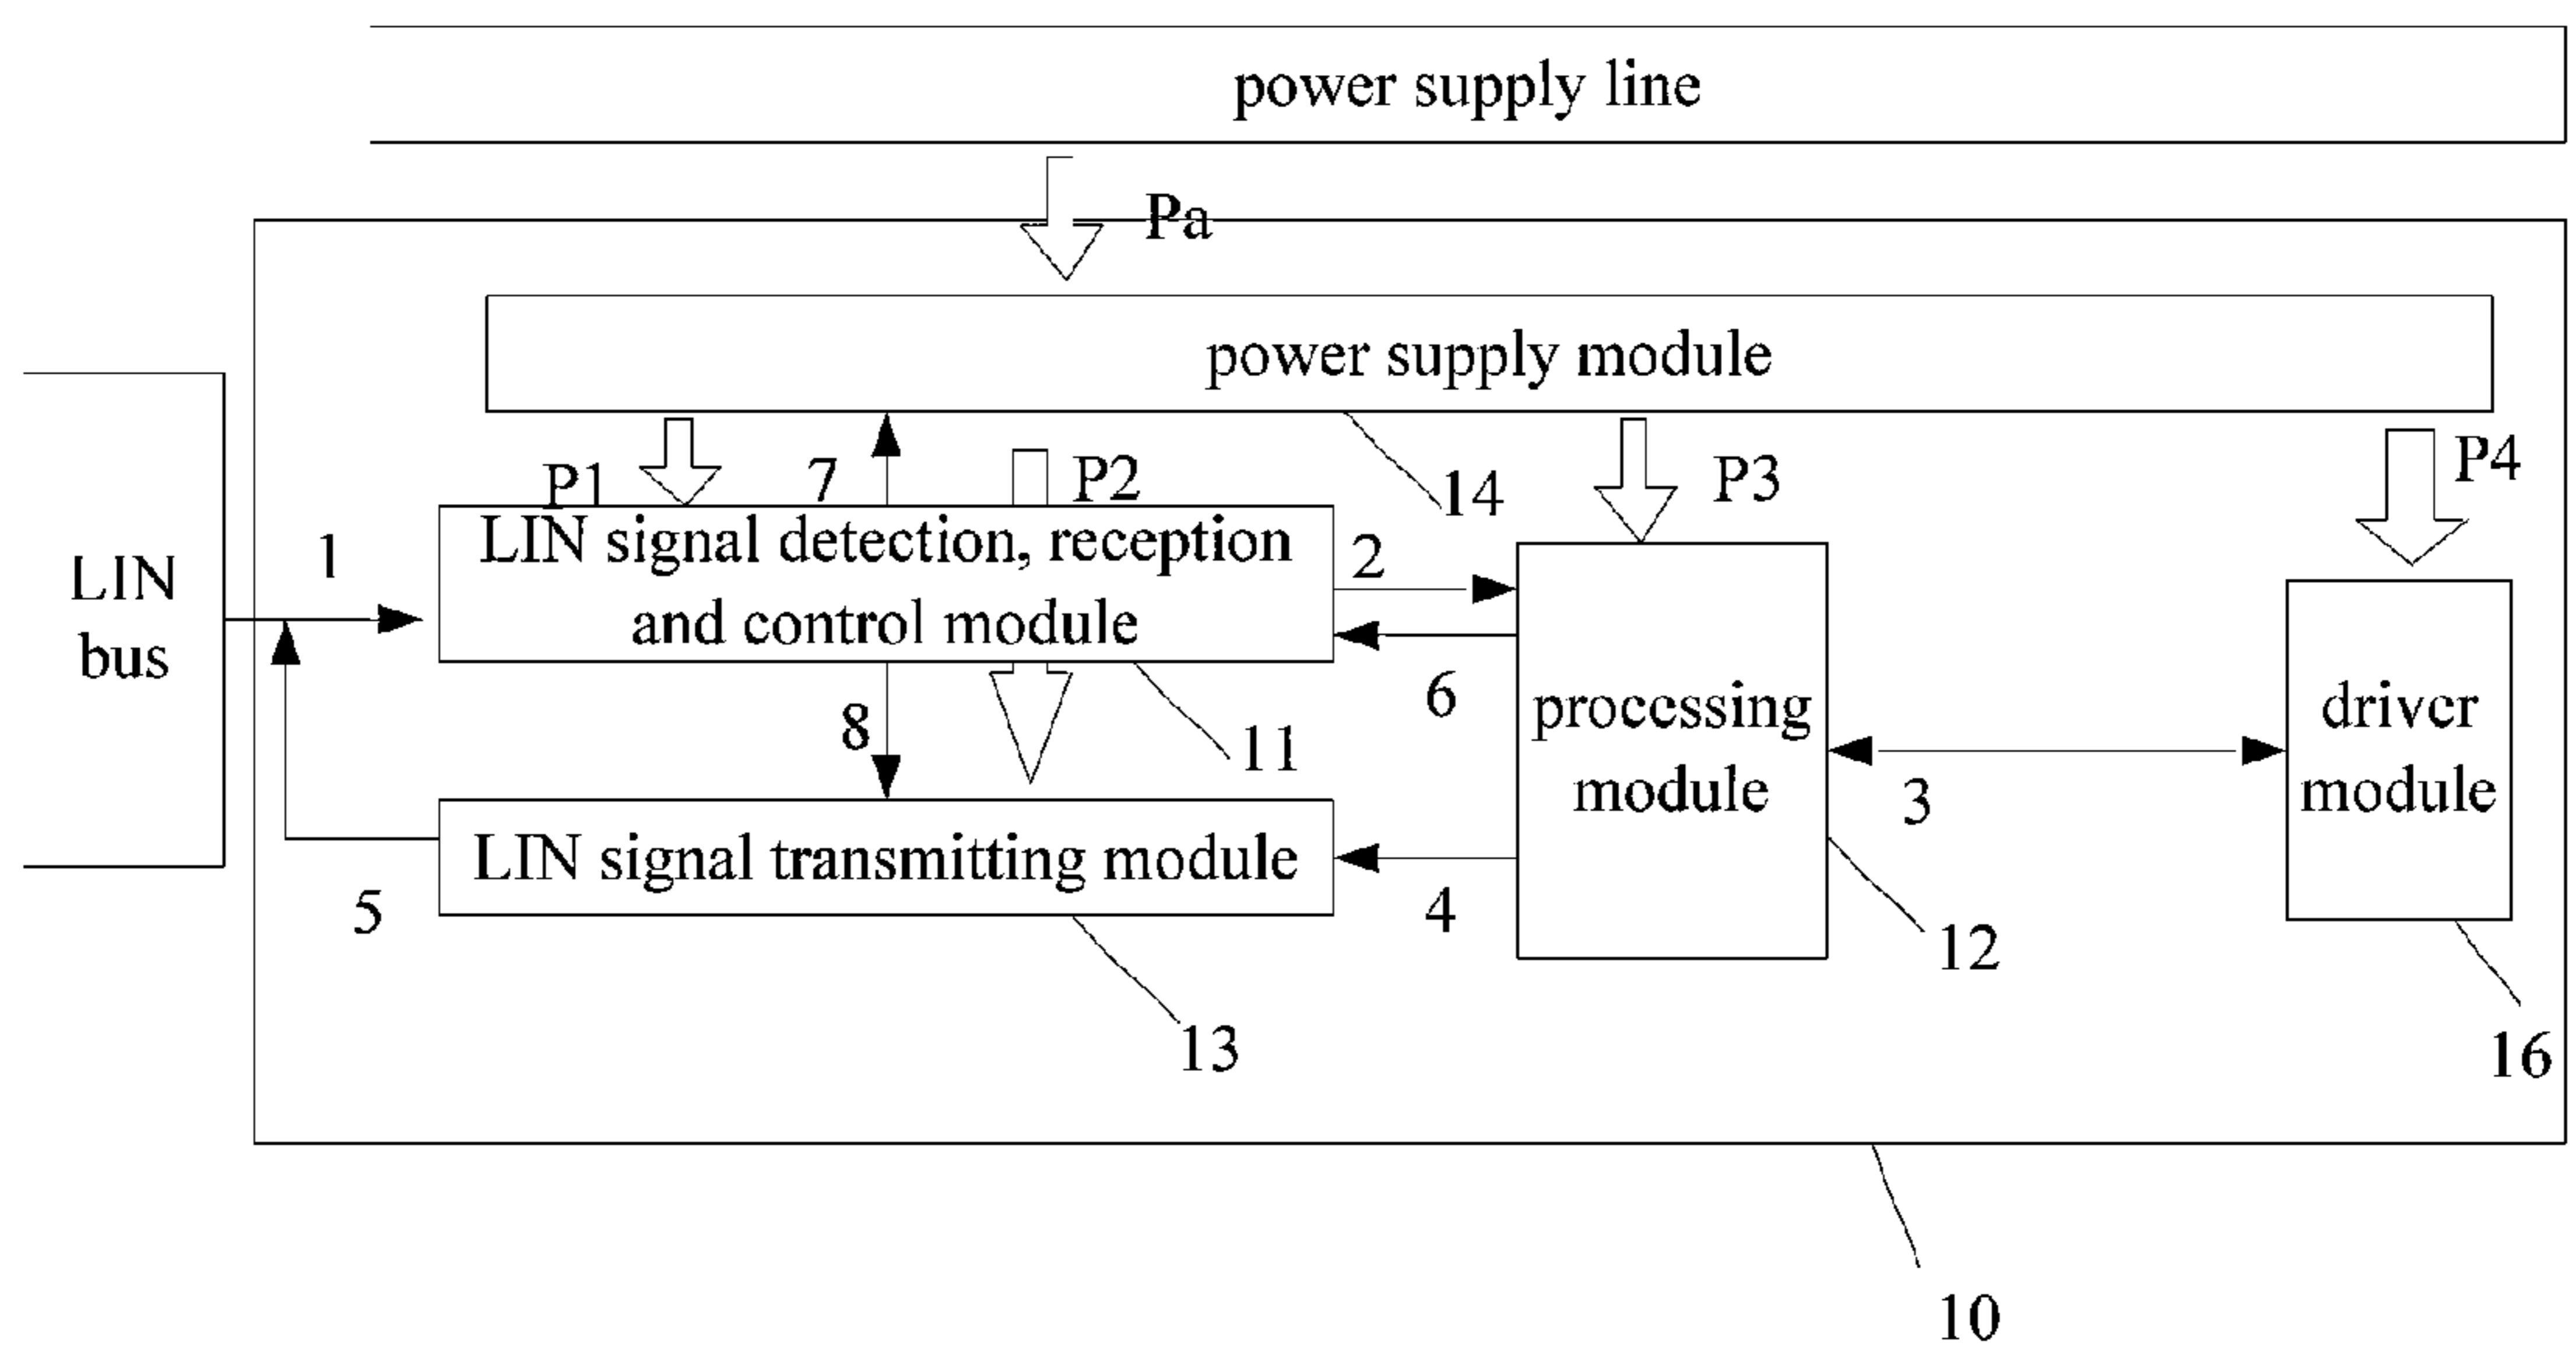 power supply line
Pa
power supply module
P1
7
P2
14
P3
P4
LIN
bus
1
LIN signal detection, reception
and control module
2
6
8
11
processing
module
3
driver
module
LIN signal transmitting module
5
4
12
13
16
10